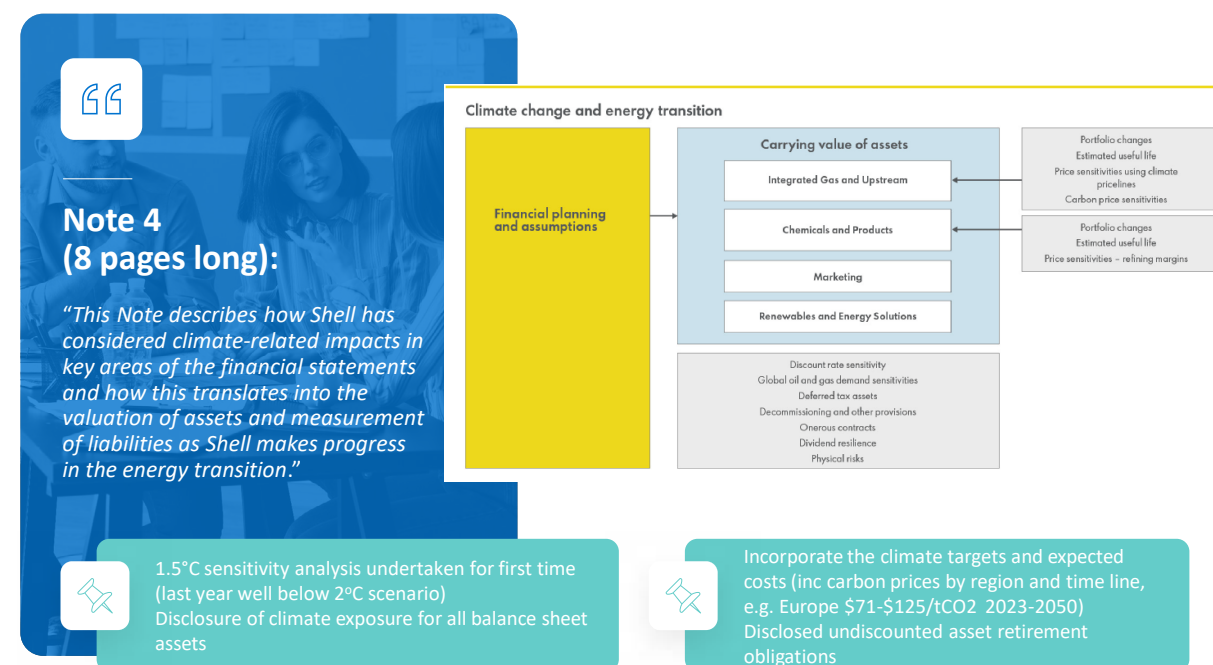 Note 4
(8 pages long):
“This Note describes how Shell has
considered climate-related impacts in
key areas of the financial statements
and how this translates into the
valuation of assets and measurement
of liabilities as Shell makes progress
in the energy transition.”
Climate change and energy transition
Financial planning
and assumptions
Carrying value of assets
Integrated Gas and Upstream
Chemicals and Products
Marketing
Renewables and Energy Solutions
Portfolio changes
Estimated useful life
Price sensitivities using climate
pricelines
Carbon price sensitivities
Portfolio changes
Estimated useful life
Price sensitivities – refining margins
Discount rate sensitivity
Global oil and gas demand sensitivities
Deferred tax assets
Decommissioning and other provisions
Onerous contracts
Dividend resilience
Physical risks
1.5°C sensitivity analysis undertaken for first time
(last year well below 2ºC scenario)
Disclosure of climate exposure for all balance sheet
assets
Incorporate the climate targets and expected
costs (inc carbon prices by region and time line,
e.g. Europe $71-$125/tCO2 2023-2050)
Disclosed undiscounted asset retirement
obligations